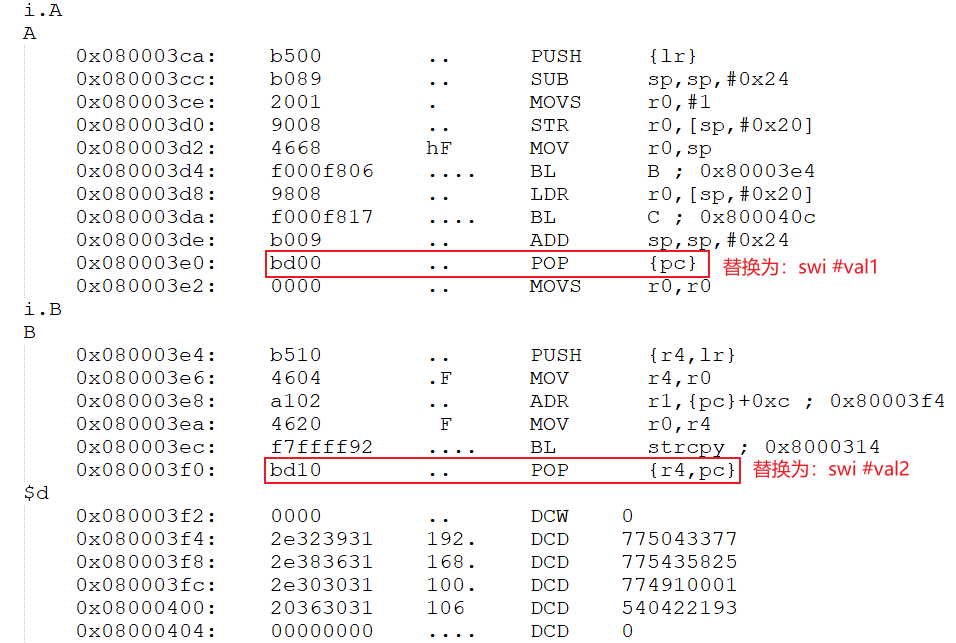 i.A
A
0x080003ca: b500 .. PUSH {lr}
0x080003cc: b089 .. SUB sp,sp,#0x24
0x080003ce: 2001 . MOVS r0,#1
0x080003d0: 9008 .. STR r0,[sp,#0x20]
0x080003d2: 4668 hF MOV r0,sp
0x080003d4: f000f806 .... BL B ; 0x80003e4
0x080003d8: 9808 .. LDR r0,[sp,#0x20]
0x080003da: f000f817 .... BL C ; 0x800040c
0x080003de: b009 .. ADD sp,sp,#0x24
0x080003e0: bd00 .. POP {pc} 替换为：swi #val1
0x080003e2: 0000 .. MOVS r0,r0
i.B
B
0x080003e4: b510 .. PUSH {r4,lr}
0x080003e6: 4604 .F MOV r4,r0
0x080003e8: a102 .. ADR r1,{pc}+0xc ; 0x80003f4
0x080003ea: 4620 F MOV r0,r4
0x080003ec: f7ffff92 .... BL strcpy ; 0x8000314
0x080003f0: bd10 .. POP {r4,pc} 替换为：swi #val2
$d
0x080003f2: 0000 .. DCW 0
0x080003f4: 2e323931 192. DCD 775043377
0x080003f8: 2e383631 168. DCD 775435825
0x080003fc: 2e303031 100. DCD 774910001
0x08000400: 20363031 106 DCD 540422193
0x08000404: 00000000 .... DCD 0